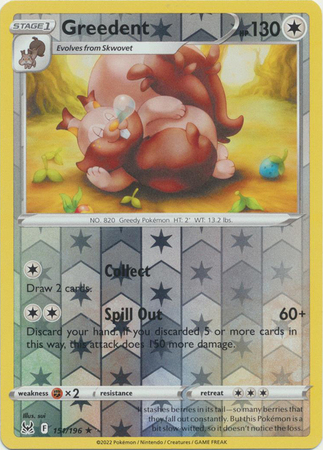 STAGE 1
Greedent HP 130
Evolves from Skwovet
NO. 820 Greedy Pokémon HT: 2' WT: 13.2 lbs.
Collect
Draw 2 cards.
Spill Out 60+
Discard your hand. If you discarded 5 or more cards in
this way, this attack does 150 more damage.
weakness ×2 resistance retreat
Illus. zoi
F 151/196 ★
It stashes berries in its tail—so many berries
that they fall out constantly. But this Pokémon is a
bit slow-witted, so it doesn't notice the loss.
©2022 Pokémon / Nintendo / Creatures / GAME FREAK